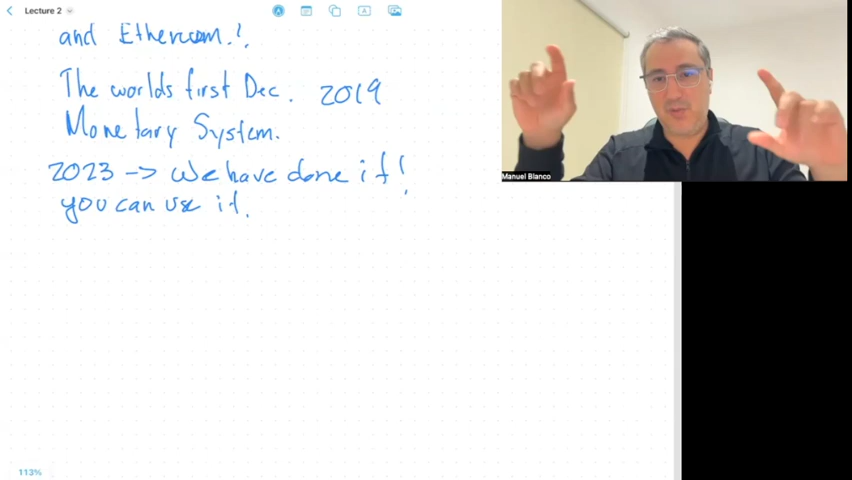 Lecture 2
and Ethereum!.
The worlds first Dec. 2019
Monetary System.
2023 -> We have done it!
you can use it.
Manuel Blanco
113%